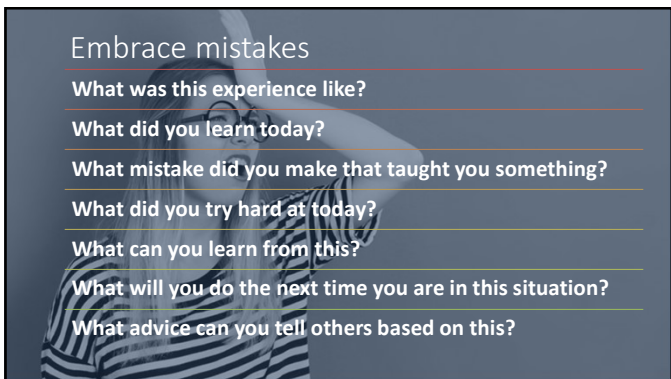 Embrace mistakes
What was this experience like?
What did you learn today?
What mistake did you make that taught you something?
What did you try hard at today?
What can you learn from this?
What will you do the next time you are in this situation?
What advice can you tell others based on this?